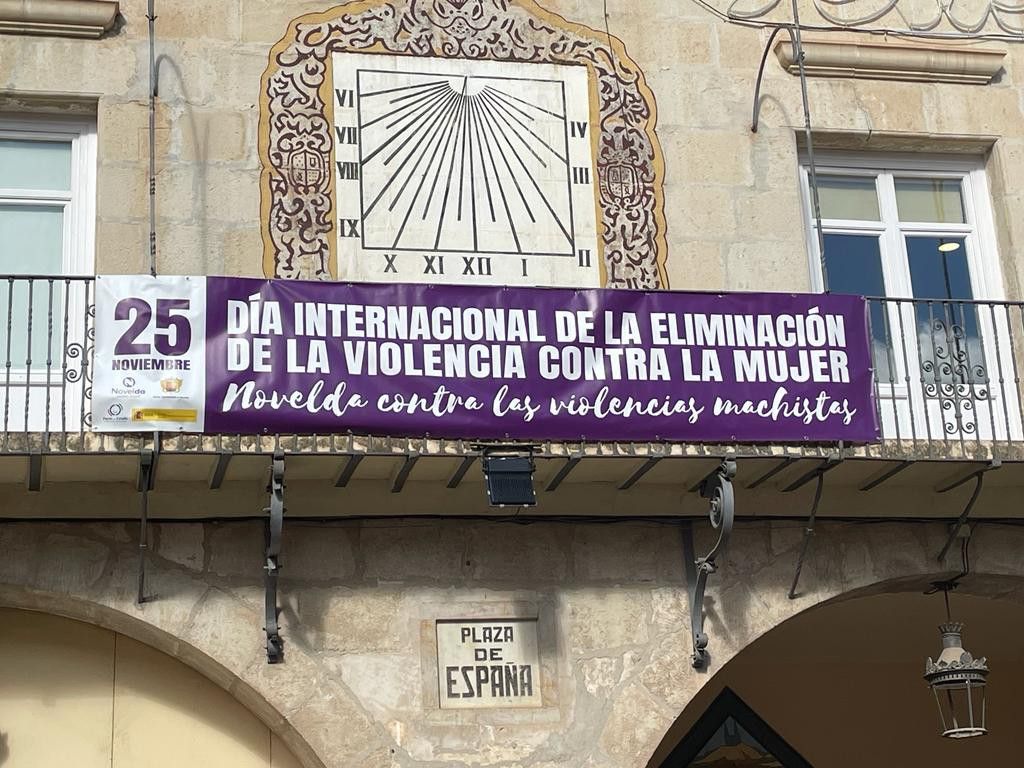 VI
VII
VIII
IX
X XI XII I
II
III
IV
25
NOVIEMBRE
Novelda
DÍA INTERNACIONAL DE LA ELIMINACIÓN
DE LA VIOLENCIA CONTRA LA MUJER
Novelda contra las violencias machistas
PLAZA
DE
ESPAÑA